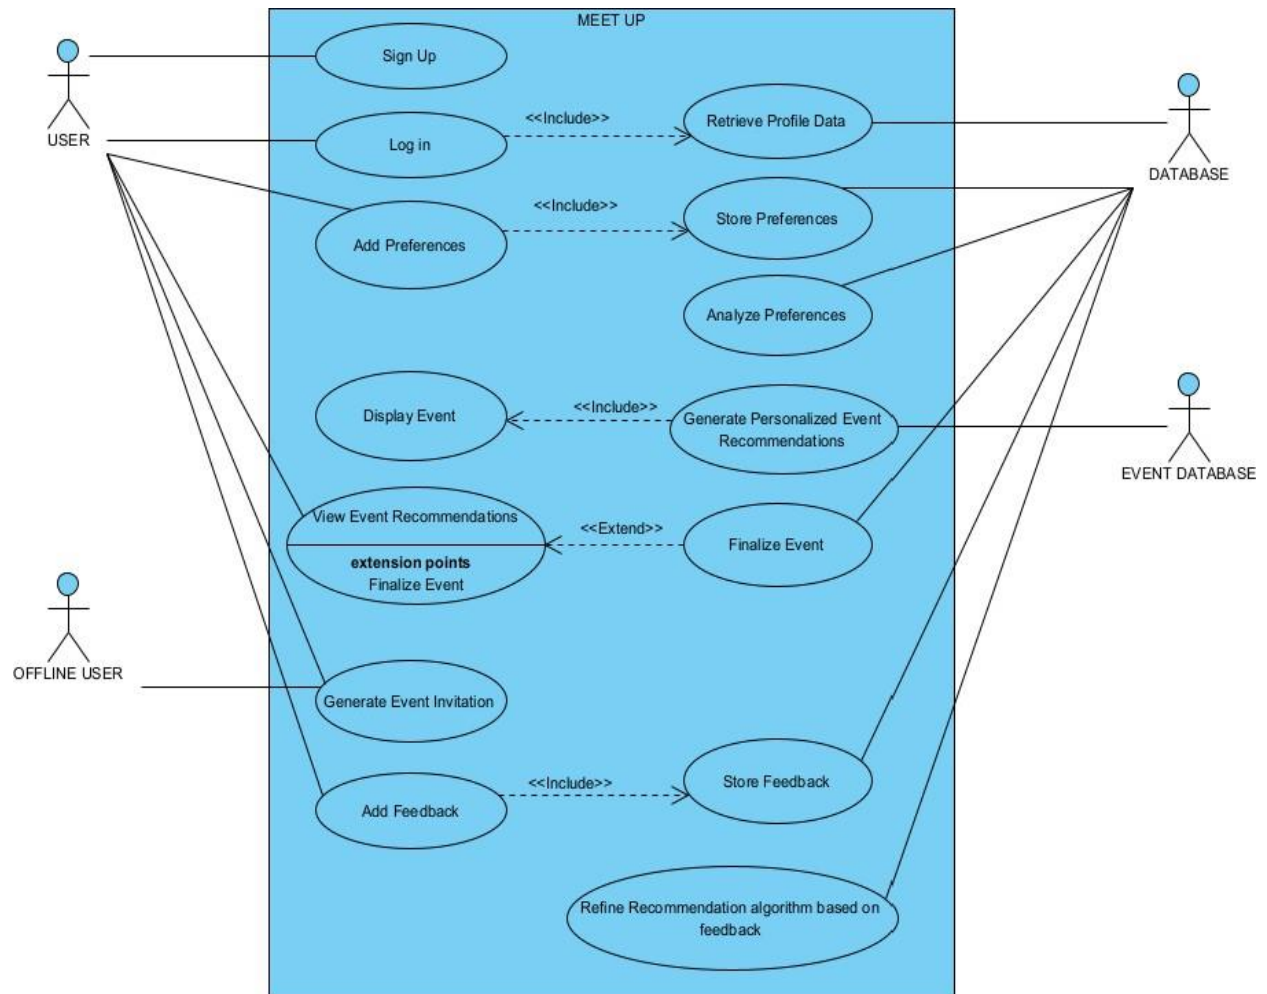 MEET UP
Sign Up
USER
<<Include>>
Retrieve Profile Data
Log in
DATABASE
<<Include>>
Store Preferences
Add Preferences
Analyze Preferences
Display Event
<<Include>>
Generate Personalized Event
Recommendations
EVENT DATABASE
View Event Recommendations
extension points
Finalize Event
<<Extend>>
Finalize Event
OFFLINE USER
Generate Event Invitation
Add Feedback
<<Include>>
Store Feedback
Refine Recommendation algorithm based on
feedback